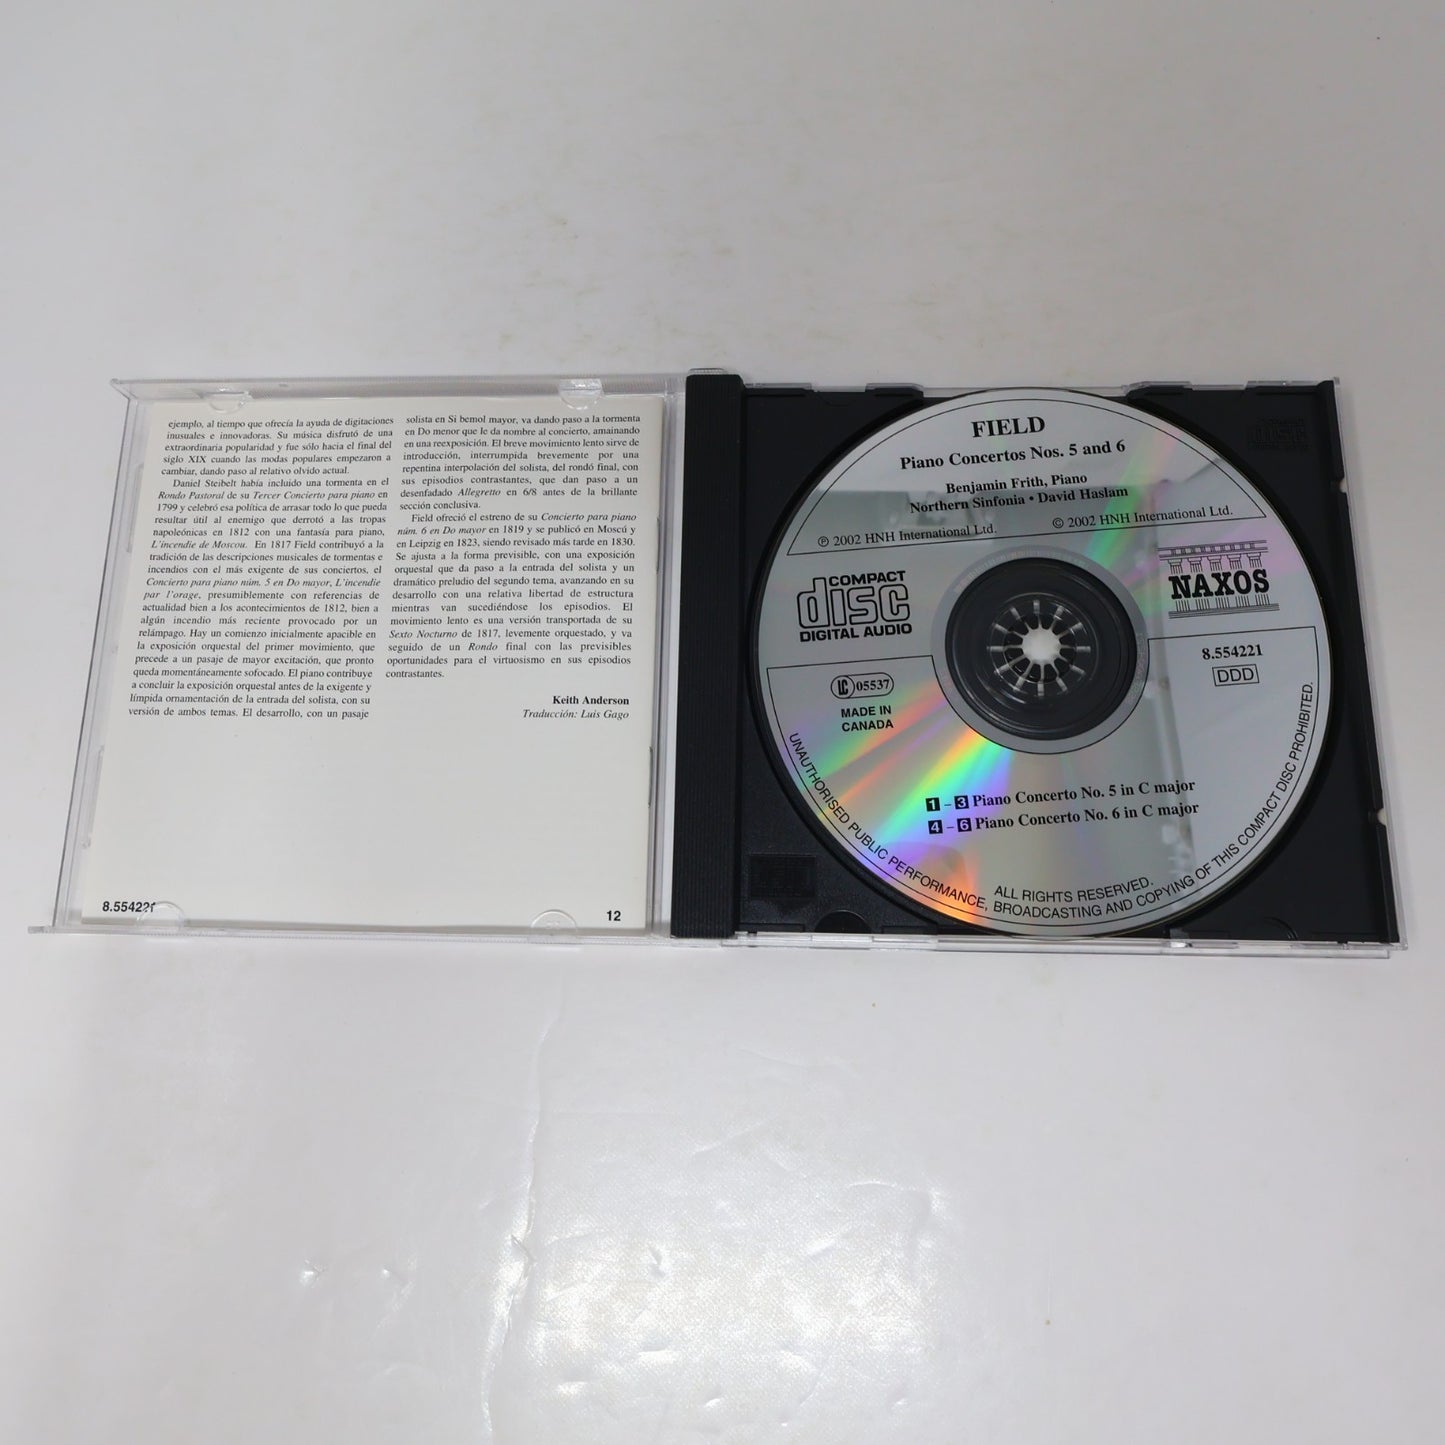 ejemplo, al tiempo que ofrecía la ayuda de digitaciones
inusuales e innovadoras. Su música disfrutó de una
extraordinaria popularidad y fue sólo hacia el final del
siglo XIX cuando las modas populares empezaron a
cambiar, dando paso al relativo olvido actual.
Daniel Steibelt había incluido una tormenta en el
Rondo Pastoral de su Tercer Concierto para piano en
1799 y celebró esa política de arrasar todo lo que pueda
resultar útil al enemigo que derrotó a las tropas
napoleónicas en 1812 con una fantasía para piano,
L'incendie de Moscou. En 1817 Field contribuyó a la
tradición de las descripciones musicales de tormentas e
incendios con el más exigente de sus conciertos, el
Concierto para piano núm. 5 en Do mayor, L'incendie
par l'orage, presumiblemente con referencias de
actualidad bien a los acontecimientos de 1812, bien a
algún incendio más reciente provocado por un
relámpago. Hay un comienzo inicialmente apacible en
la exposición orquestal del primer movimiento, que
precede a un pasaje de mayor excitación, que pronto
queda momentáneamente sofocado. El piano contribuye
a concluir la exposición orquestal antes de la exigente y
límpida ornamentación de la entrada del solista, con su
versión de ambos temas. El desarrollo, con un pasaje
solista en Si bemol mayor, va dando paso a la tormenta
en Do menor que le da nombre al concierto, amainando
en una reexposición. El breve movimiento lento sirve de
introducción, interrumpida brevemente por una
repentina interpolación del solista, del rondó final, con
sus episodios contrastantes, que dan paso a un
desenfadado Allegretto en 6/8 antes de la brillante
sección conclusiva.
Field ofreció el estreno de su Concierto para piano
núm. 6 en Do mayor en 1819 y se publicó en Moscú y
en Leipzig en 1823, siendo revisado más tarde en 1830.
Se ajusta a la forma previsible, con una exposición
orquestal que da paso a la entrada del solista y un
dramático preludio del segundo tema, avanzando en su
desarrollo con una relativa libertad de estructura
mientras van sucediéndose los episodios. El
movimiento lento es una versión transportada de su
Sexto Nocturno de 1817, levemente orquestado, y va
seguido de un Rondo final con las previsibles
oportunidades para el virtuosismo en sus episodios
contrastantes.
Keith Anderson
Traducción: Luis Gago
8.554221
12
FIELD
Piano Concertos Nos. 5 and 6
Benjamin Frith, Piano
Northern Sinfonia • David Haslam
℗ 2002 HNH International Ltd.
© 2002 HNH International Ltd.
COMPACT
disc
DIGITAL AUDIO
NAXOS
8.554221
DDD
LC 05537
MADE IN
CANADA
1 – 3 Piano Concerto No. 5 in C major
4 – 6 Piano Concerto No. 6 in C major
ALL RIGHTS RESERVED.
UNAUTHORISED PUBLIC PERFORMANCE, BROADCASTING AND COPYING OF THIS COMPACT DISC PROHIBITED.